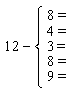 8 =
4 =
12 - 3 =
8 =
9 =